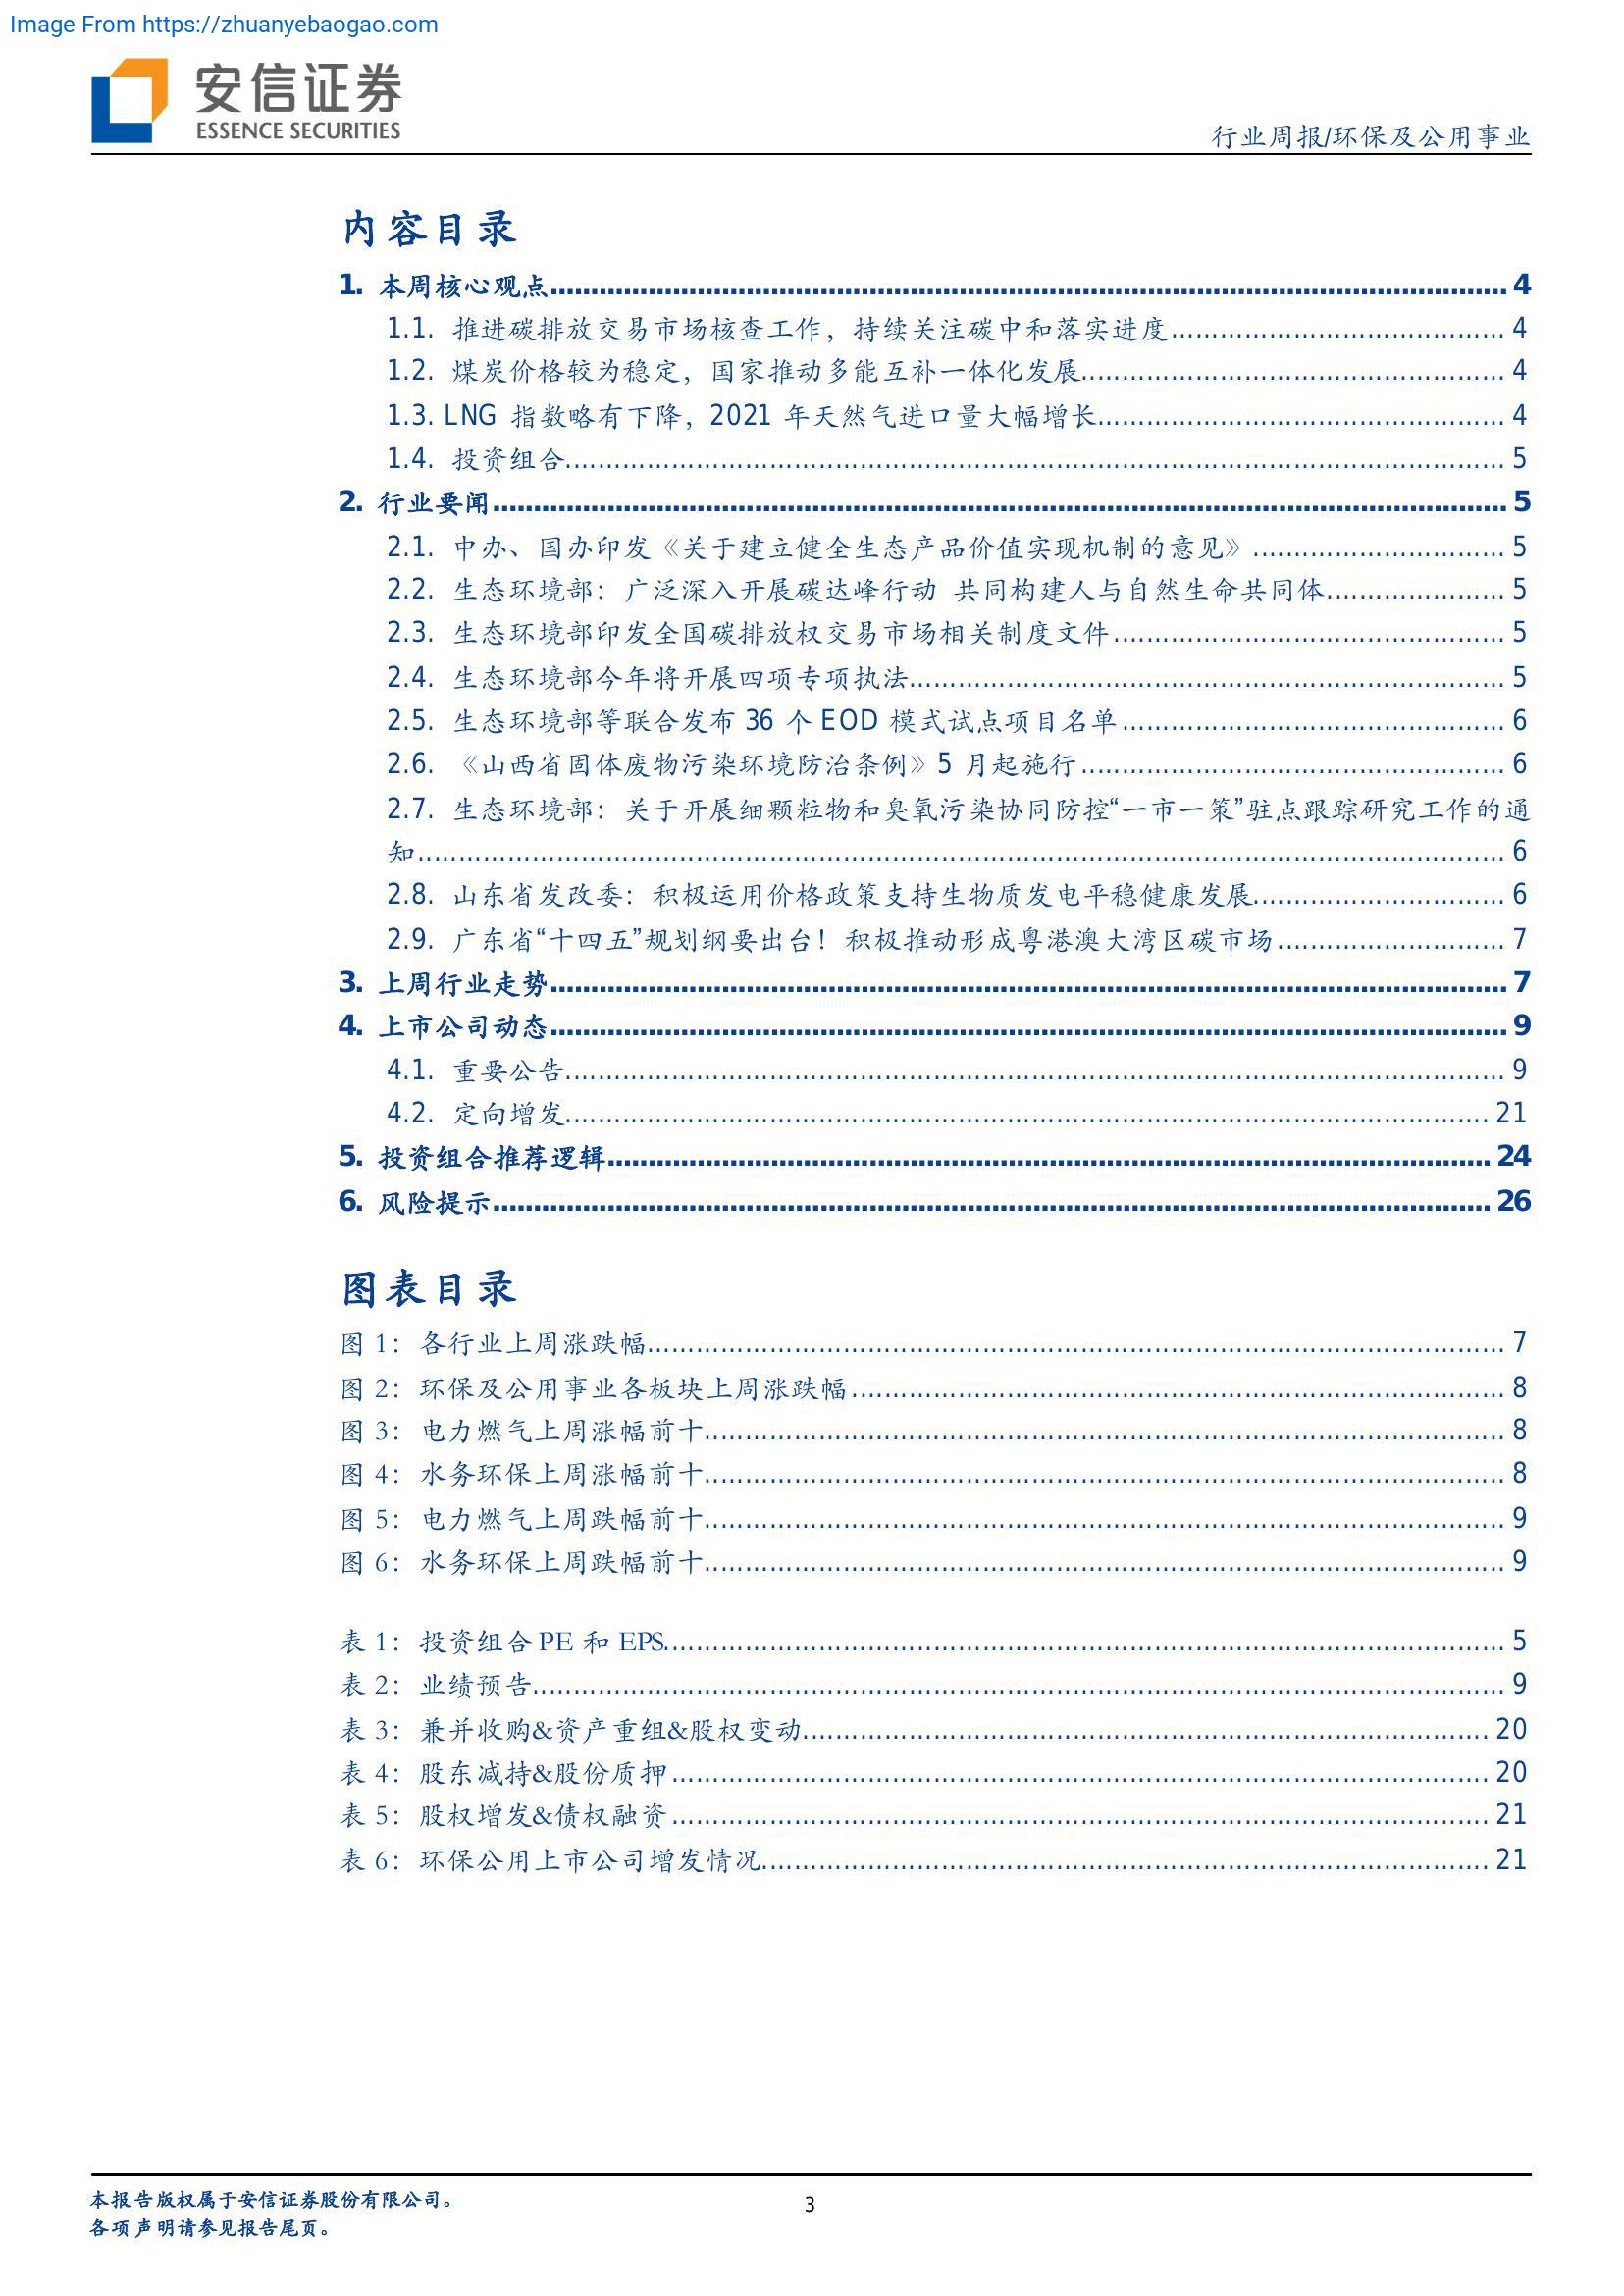 Image From https://zhuanyebaogao.com
安信证券
ESSENCE SECURITIES
行业周报/环保及公用事业
内容目录
1. 本周核心观点 4
1.1. 推进碳排放交易市场核查工作，持续关注碳中和落实进度 4
1.2. 煤炭价格较为稳定，国家推动多能互补一体化发展 4
1.3. LNG 指数略有下降，2021 年天然气进口量大幅增长 4
1.4. 投资组合 5
2. 行业要闻 5
2.1. 中办、国办印发《关于建立健全生态产品价值实现机制的意见》 5
2.2. 生态环境部：广泛深入开展碳达峰行动 共同构建人与自然生命共同体 5
2.3. 生态环境部印发全国碳排放权交易市场相关制度文件 5
2.4. 生态环境部今年将开展四项专项执法 5
2.5. 生态环境部等联合发布 36 个 EOD 模式试点项目名单 6
2.6. 《山西省固体废物污染环境防治条例》5 月起施行 6
2.7. 生态环境部：关于开展细颗粒物和臭氧污染协同防控“一市一策”驻点跟踪研究工作的通
知 6
2.8. 山东省发改委：积极运用价格政策支持生物质发电平稳健康发展 6
2.9. 广东省“十四五”规划纲要出台！积极推动形成粤港澳大湾区碳市场 7
3. 上周行业走势 7
4. 上市公司动态 9
4.1. 重要公告 9
4.2. 定向增发 21
5. 投资组合推荐逻辑 24
6. 风险提示 26
图表目录
图 1：各行业上周涨跌幅 7
图 2：环保及公用事业各板块上周涨跌幅 8
图 3：电力燃气上周涨幅前十 8
图 4：水务环保上周涨幅前十 8
图 5：电力燃气上周跌幅前十 9
图 6：水务环保上周跌幅前十 9
表 1：投资组合 PE 和 EPS 5
表 2：业绩预告 9
表 3：兼并收购&资产重组&股权变动 20
表 4：股东减持&股份质押 20
表 5：股权增发&债权融资 21
表 6：环保公用上市公司增发情况 21
本报告版权属于安信证券股份有限公司。
各项声明请参见报告尾页。
3